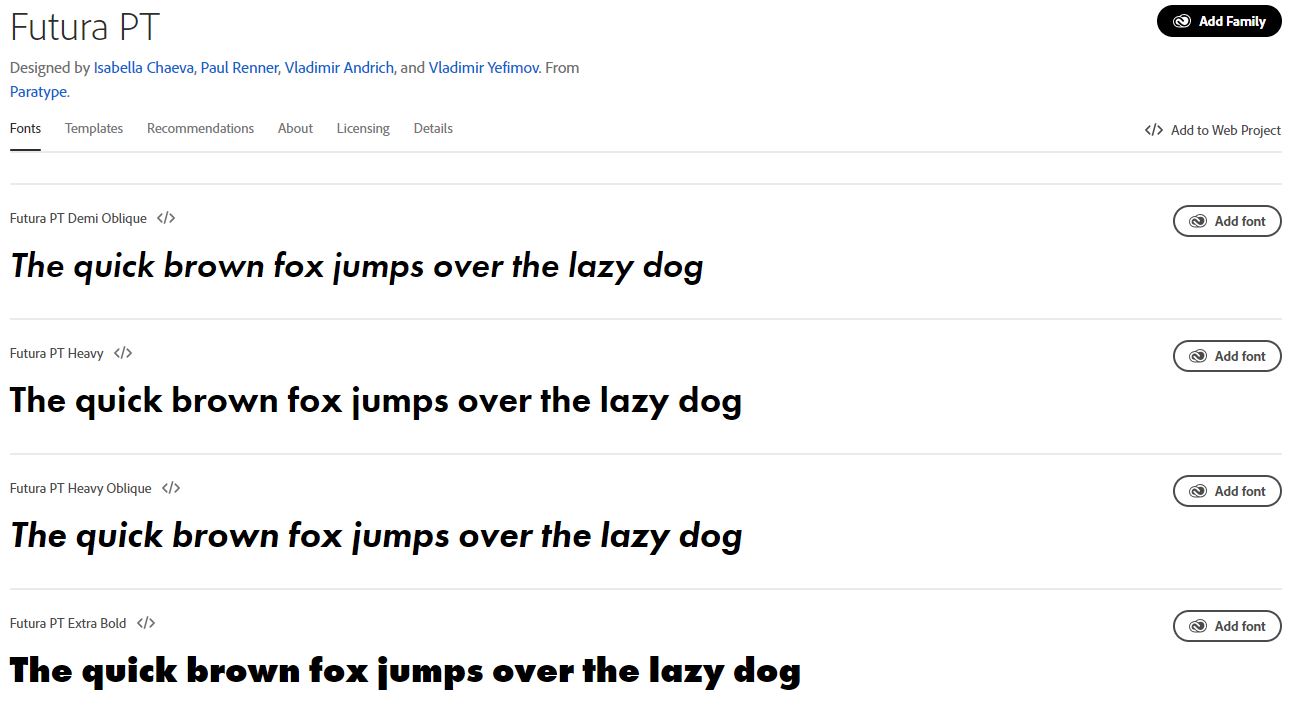 Futura PT
Add Family
Designed by Isabella Chaeva, Paul Renner, Vladimir Andrich, and Vladimir Yefimov. From
Paratype.
Fonts Templates Recommendations About Licensing Details
</> Add to Web Project
Futura PT Demi Oblique </>
Add font
The quick brown fox jumps over the lazy dog
Futura PT Heavy </>
Add font
The quick brown fox jumps over the lazy dog
Futura PT Heavy Oblique </>
Add font
The quick brown fox jumps over the lazy dog
Futura PT Extra Bold </>
Add font
The quick brown fox jumps over the lazy dog